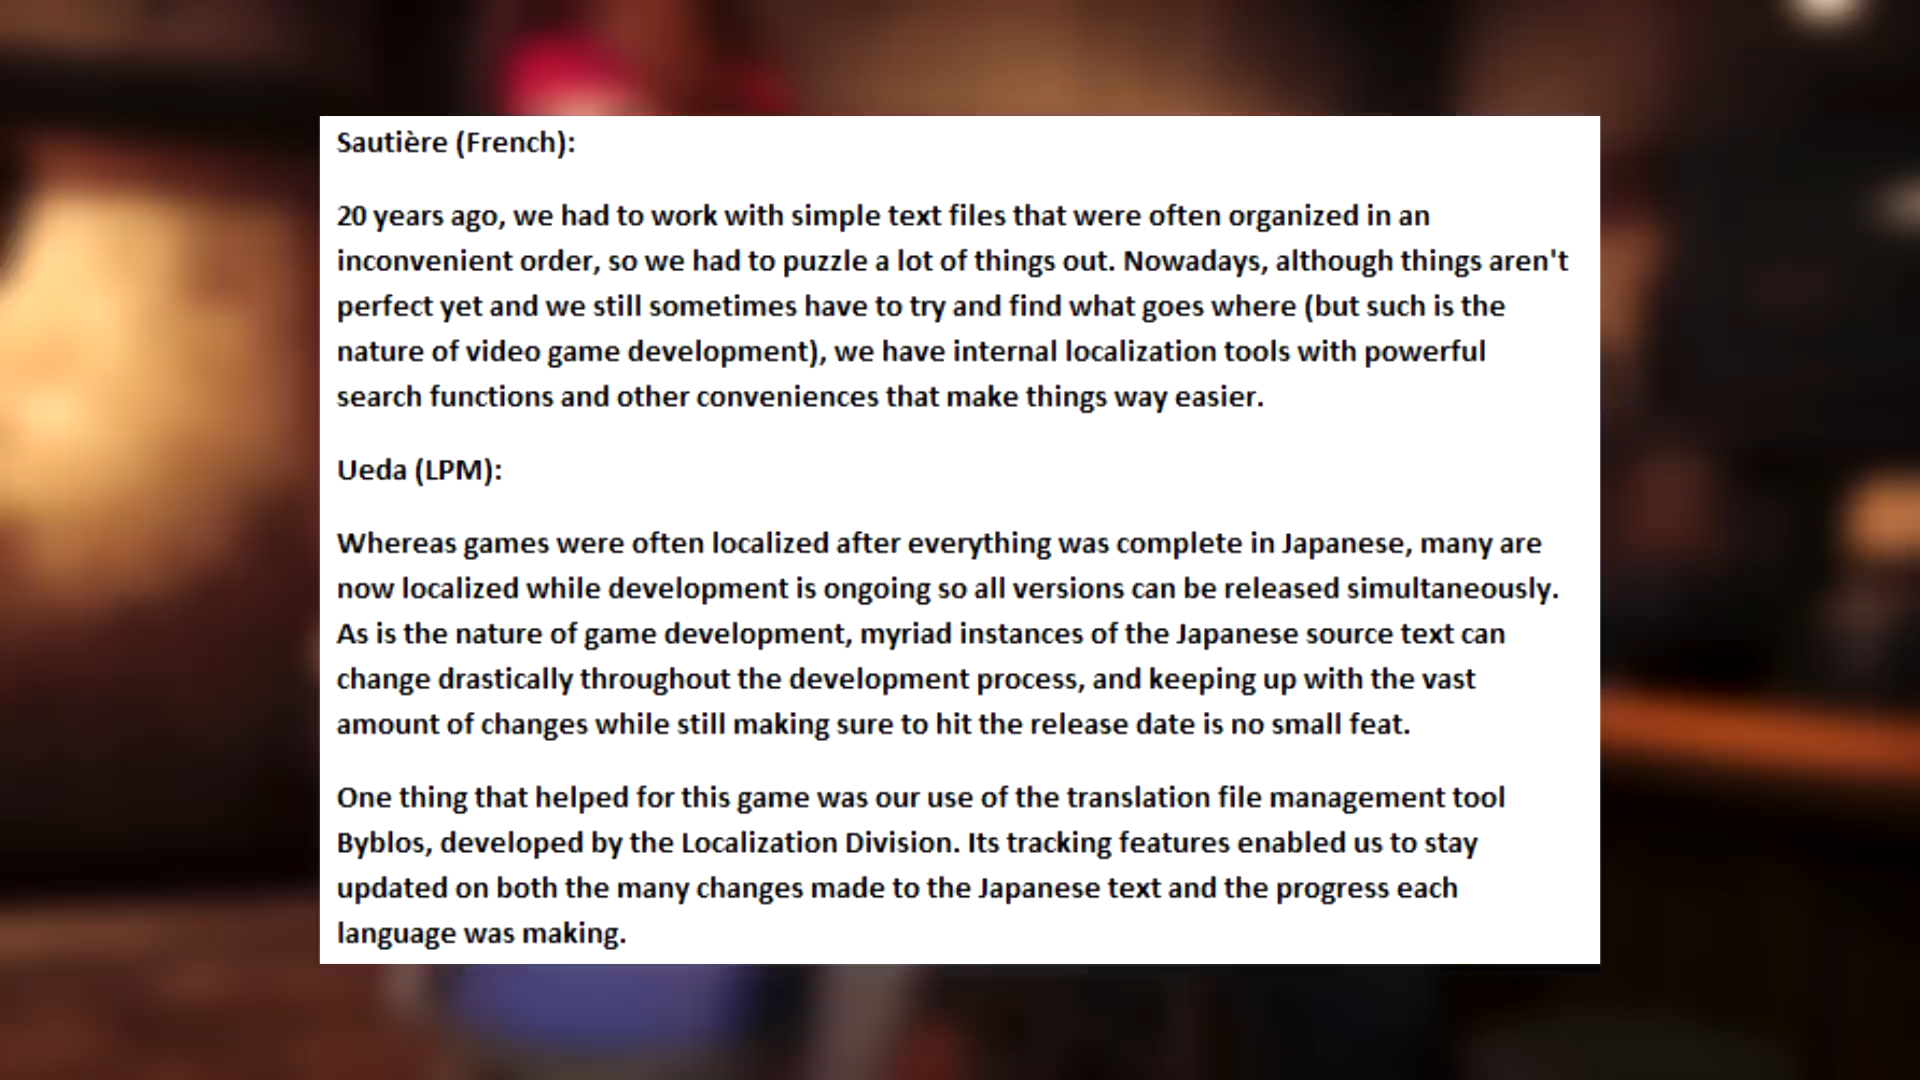 Sautière (French):
20 years ago, we had to work with simple text files that were often organized in an
inconvenient order, so we had to puzzle a lot of things out. Nowadays, although things aren't
perfect yet and we still sometimes have to try and find what goes where (but such is the
nature of video game development), we have internal localization tools with powerful
search functions and other conveniences that make things way easier.
Ueda (LPM):
Whereas games were often localized after everything was complete in Japanese, many are
now localized while development is ongoing so all versions can be released simultaneously.
As is the nature of game development, myriad instances of the Japanese source text can
change drastically throughout the development process, and keeping up with the vast
amount of changes while still making sure to hit the release date is no small feat.
One thing that helped for this game was our use of the translation file management tool
Byblos, developed by the Localization Division. Its tracking features enabled us to stay
updated on both the many changes made to the Japanese text and the progress each
language was making.